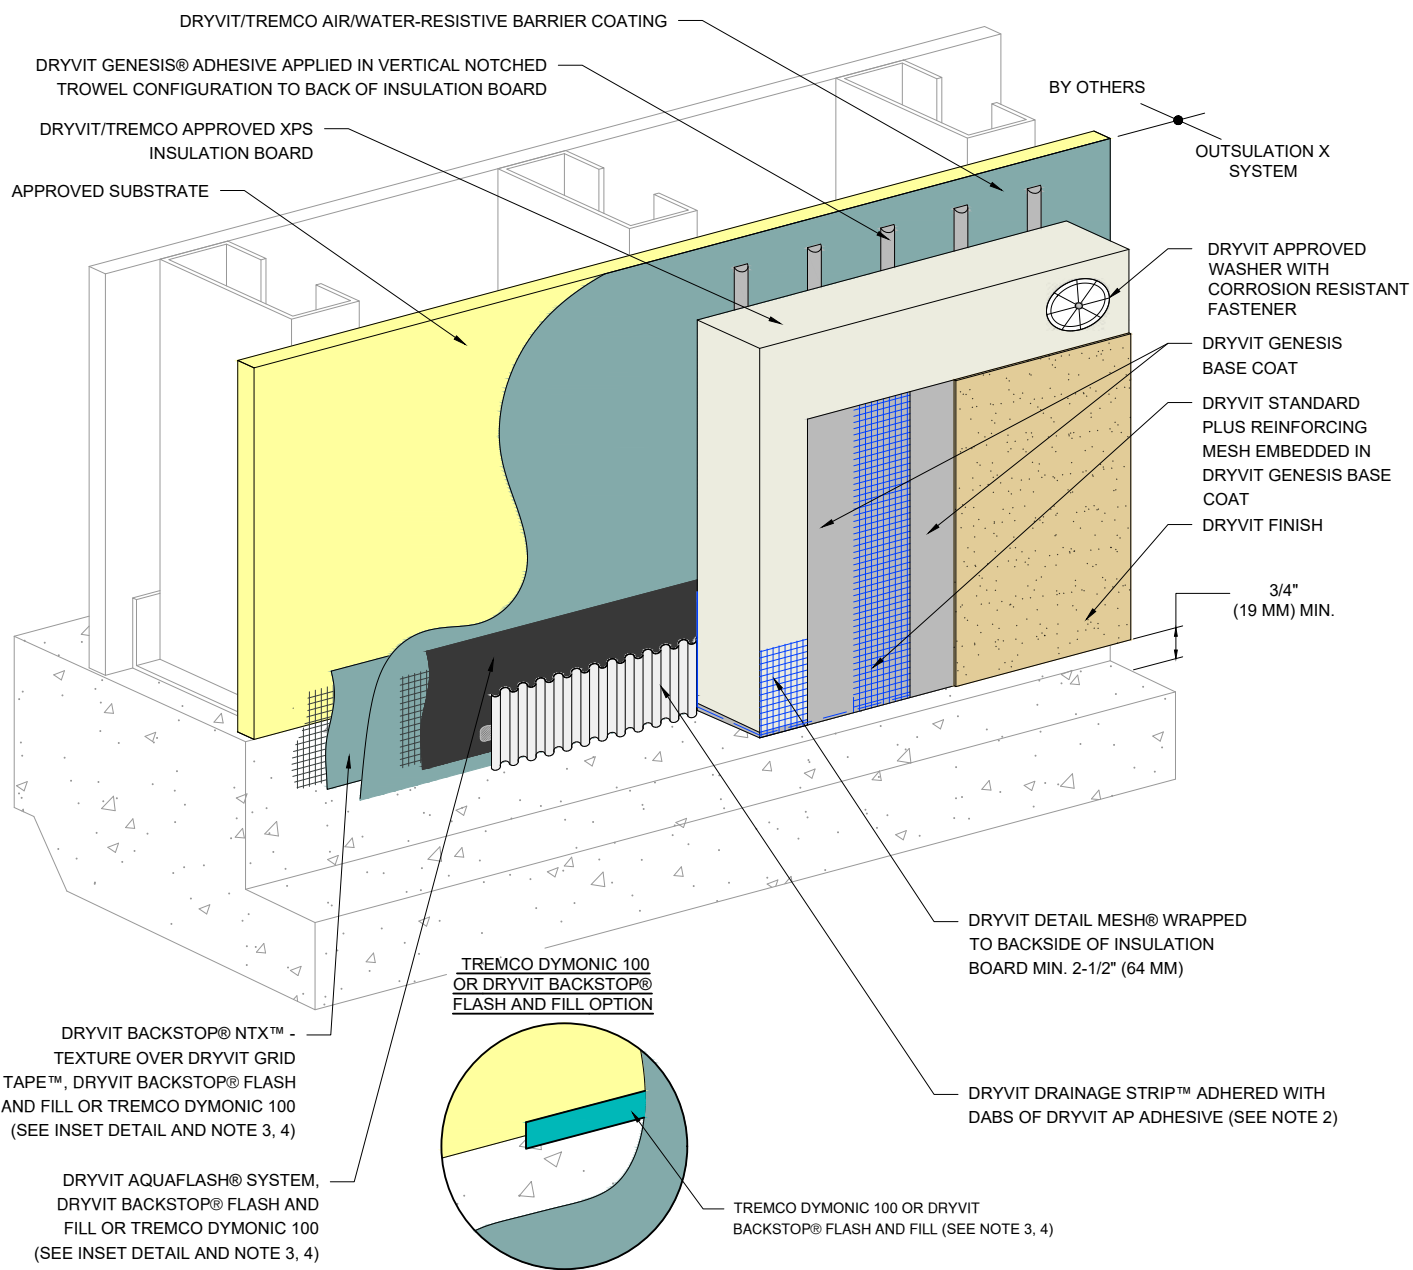 DRYVIT/TREMCO AIR/WATER-RESISTIVE BARRIER COATING
DRYVIT GENESIS® ADHESIVE APPLIED IN VERTICAL NOTCHED
TROWEL CONFIGURATION TO BACK OF INSULATION BOARD
DRYVIT/TREMCO APPROVED XPS
INSULATION BOARD
APPROVED SUBSTRATE
BY OTHERS
OUTSULATION X
SYSTEM
DRYVIT APPROVED
WASHER WITH
CORROSION RESISTANT
FASTENER
DRYVIT GENESIS
BASE COAT
DRYVIT STANDARD
PLUS REINFORCING
MESH EMBEDDED IN
DRYVIT GENESIS BASE
COAT
DRYVIT FINISH
3/4"
(19 MM) MIN.
DRYVIT DETAIL MESH® WRAPPED
TO BACKSIDE OF INSULATION
BOARD MIN. 2-1/2" (64 MM)
DRYVIT DRAINAGE STRIP™ ADHERED WITH
DABS OF DRYVIT AP ADHESIVE (SEE NOTE 2)
TREMCO DYMONIC 100
OR DRYVIT BACKSTOP®
FLASH AND FILL OPTION
TREMCO DYMONIC 100 OR DRYVIT
BACKSTOP® FLASH AND FILL (SEE NOTE 3, 4)
DRYVIT BACKSTOP® NTX™ -
TEXTURE OVER DRYVIT GRID
TAPE™, DRYVIT BACKSTOP® FLASH
AND FILL OR TREMCO DYMONIC 100
(SEE INSET DETAIL AND NOTE 3, 4)
DRYVIT AQUAFLASH® SYSTEM,
DRYVIT BACKSTOP® FLASH AND
FILL OR TREMCO DYMONIC 100
(SEE INSET DETAIL AND NOTE 3, 4)